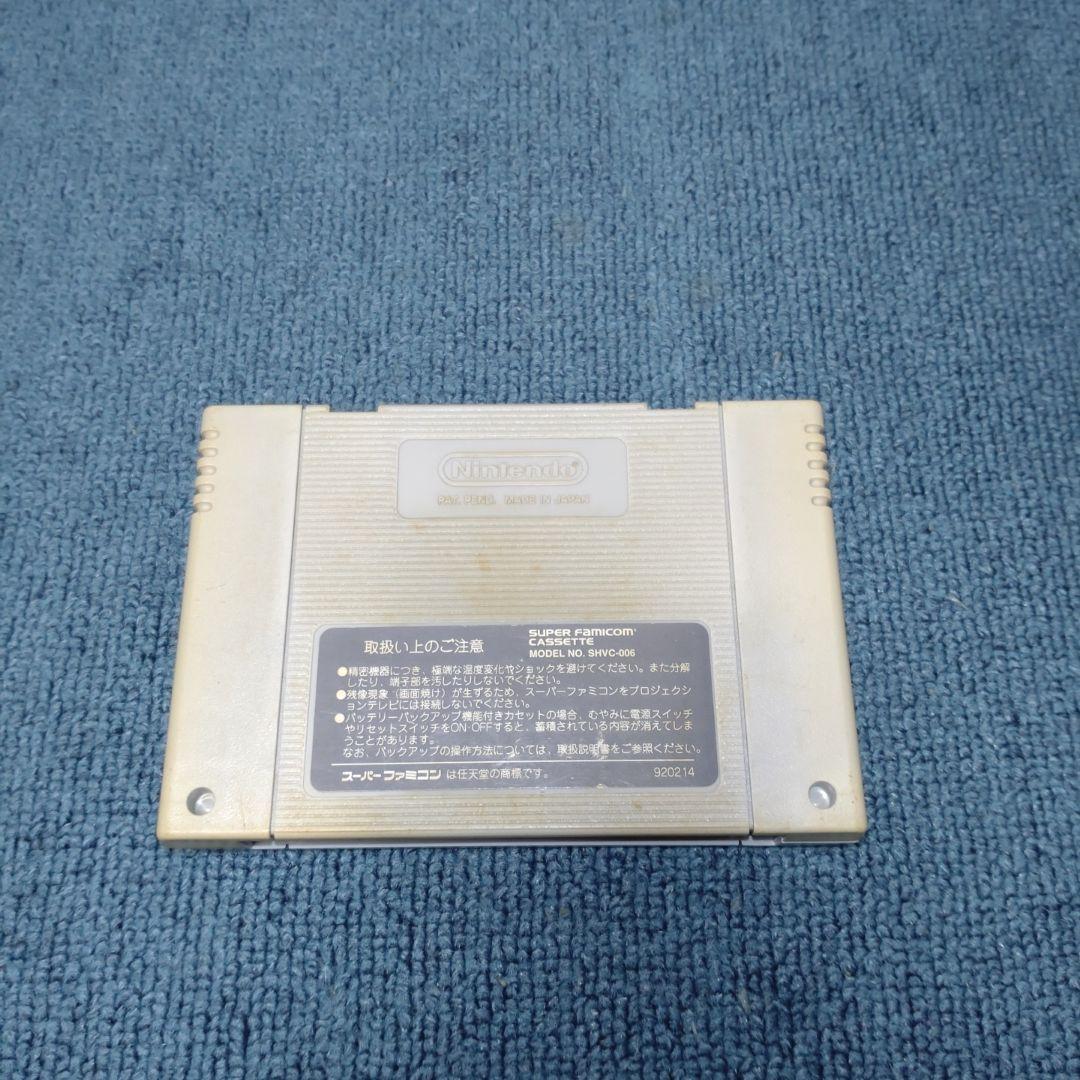 Nintendo®
PAT. PEND. MADE IN JAPAN
取扱い上のご注意
SUPER FAMICOM
CASSETTE
MODEL NO. SHVC-006
●精密機器につき、極端な温度変化やショックを避けてください。また分解
したり、端子部を汚したりしないでください。
●残像現象（画面焼け）が生ずるため、スーパーファミコンをプロジェクシ
ョンテレビには接続しないでください。
●バッテリーバックアップ機能付きカセットの場合、むやみに電源スイッチ
やリセットスイッチをON・OFFすると、蓄積されている内容が消えてしま
うことがあります。
なお、バックアップの操作方法については、取扱説明書をご参照ください。
スーパーファミコンは任天堂の商標です。
920214